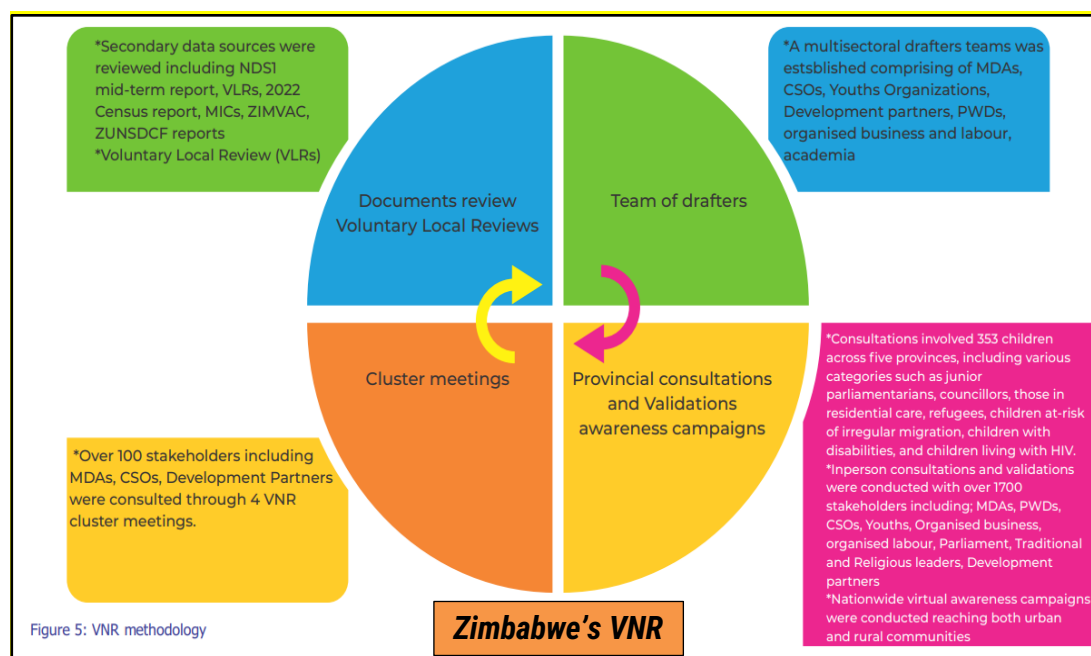 *Secondary data sources were
reviewed including NDS1
mid-term report, VLRs, 2022
Census report, MICs, ZIMVAC,
ZUNSDCF reports
*Voluntary Local Review (VLRs)
Documents review
Voluntary Local Reviews
Team of drafters
*A multisectoral drafters teams was
estsblished comprising of MDAs,
CSOs, Youths Organizations,
Development partners, PWDs,
organised business and labour,
academia
Cluster meetings
Provincial consultations
and Validations
awareness campaigns
*Over 100 stakeholders including
MDAs, CSOs, Development Partners
were consulted through 4 VNR
cluster meetings.
*Consultations involved 353 children
across five provinces, including various
categories such as junior
parliamentarians, councillors, those in
residential care, refugees, children at-risk
of irregular migration, children with
disabilities, and children living with HIV.
*Inperson consultations and validations
were conducted with over 1700
stakeholders including; MDAs, PWDs,
CSOs, Youths, Organised business,
organised labour, Parliament, Traditional
and Religious leaders, Development
partners
*Nationwide virtual awareness campaigns
were conducted reaching both urban
and rural communities
Figure 5: VNR methodology
Zimbabwe's VNR